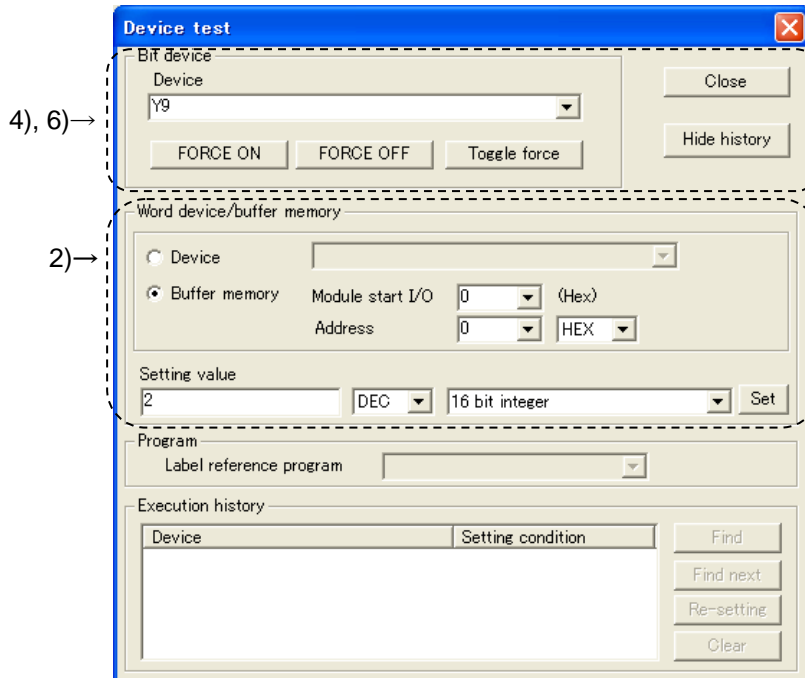 Device test
Bit device
Device
Close
4), 6)→
Y9
FORCE ON FORCE OFF Toggle force
Hide history
Word device/buffer memory
2)→
Device
Buffer memory Module start I/O 0 (Hex)
Address 0 HEX
Setting value
2 DEC 16 bit integer Set
Program
Label reference program
Execution history
Device Setting condition Find
Find next
Re-setting
Clear